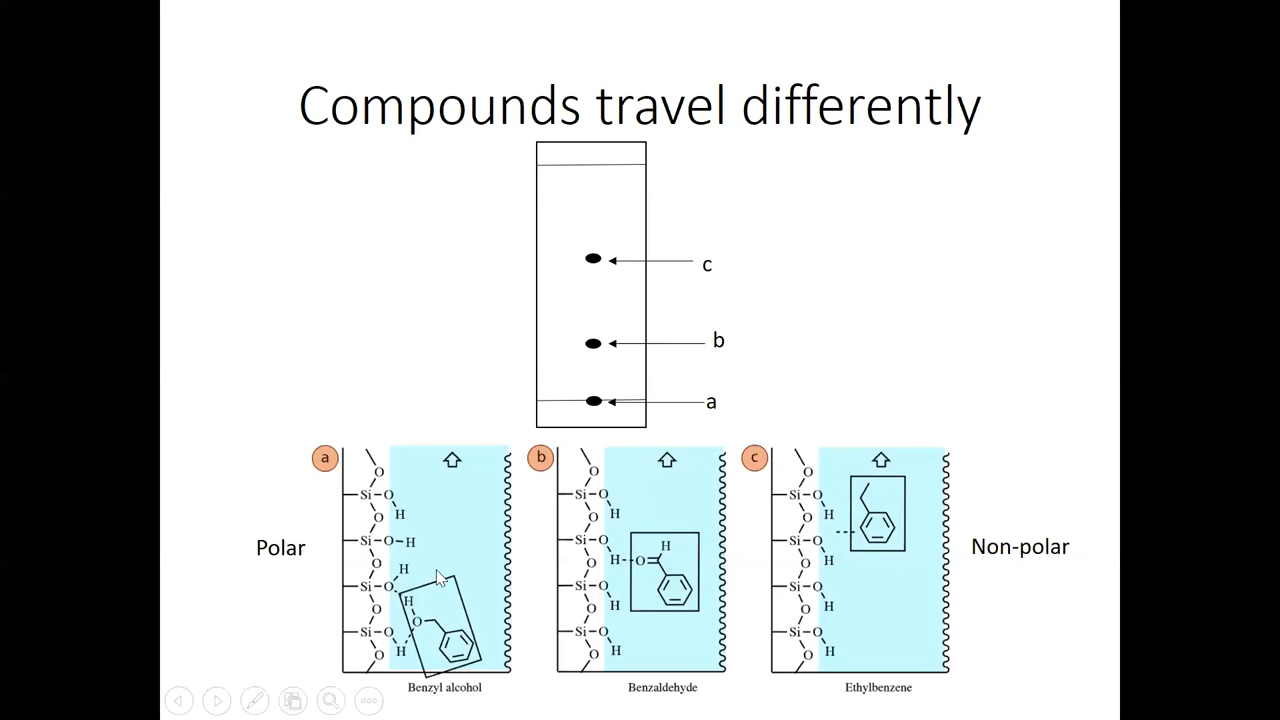 Compounds travel differently
c
b
a
a
b
c
Polar
Non-polar
O
Si
O
H
O
Si
O
H
O
H
Si
O
H
O
O
Si
O
H
O
O
Si
O
H
O
H
Si
O
H
O
O
Si
O
H
O
Si
O
H
O
O
Si
O
H
O
Si
O
H
O
Si
O
H
O
Si
O
H
O
Benzyl alcohol
Benzaldehyde
Ethylbenzene